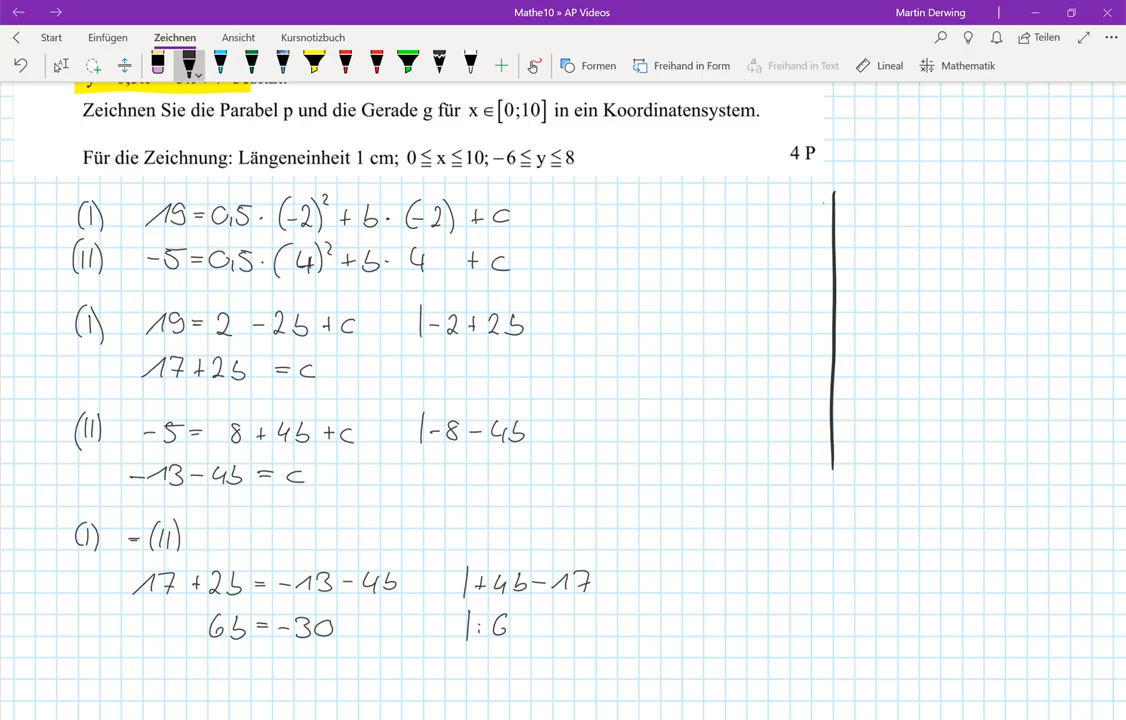 Mathe10 » AP Videos
Martin Derwing
Start Einfügen Zeichnen Ansicht Kursnotizbuch
Teilen
Formen Freihand in Form Freihand in Text Lineal Mathematik
Zeichnen Sie die Parabel p und die Gerade g für x ∈ [0;10] in ein Koordinatensystem.
Für die Zeichnung: Längeneinheit 1 cm; 0 ≦ x ≦ 10; −6 ≦ y ≦ 8
4 P
(I) 19 = 0,5 · (-2)² + b · (-2) + c
(II) -5 = 0,5 · (4)² + b · 4 + c
(I) 19 = 2 - 2b + c |-2 + 2b
17 + 2b = c
(II) -5 = 8 + 4b + c |-8 - 4b
-13 - 4b = c
(I) = (II)
17 + 2b = -13 - 4b |+4b - 17
6b = -30 |: 6